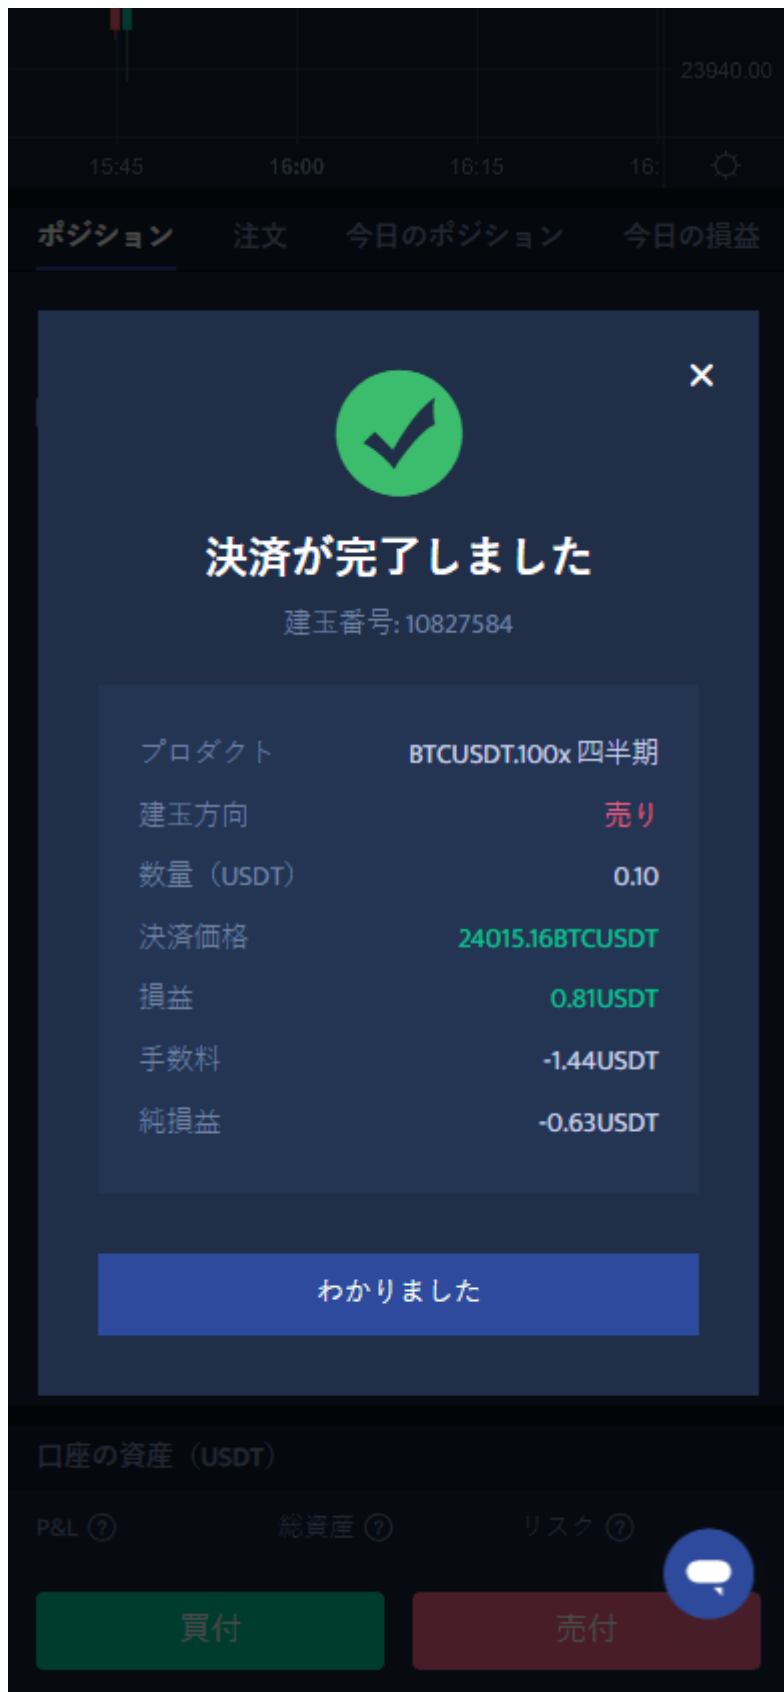 23940.00
15:45 16:00 16:15 16:
ポジション 注文 今日のポジション 今日の損益
決済が完了しました
建玉番号: 10827584
プロダクト BTCUSDT.100x 四半期
建玉方向 売り
数量（USDT） 0.10
決済価格 24015.16BTCUSDT
損益 0.81USDT
手数料 -1.44USDT
純損益 -0.63USDT
わかりました
口座の資産（USDT）
P&L ? 総資産 ? リスク ?
買付 売付